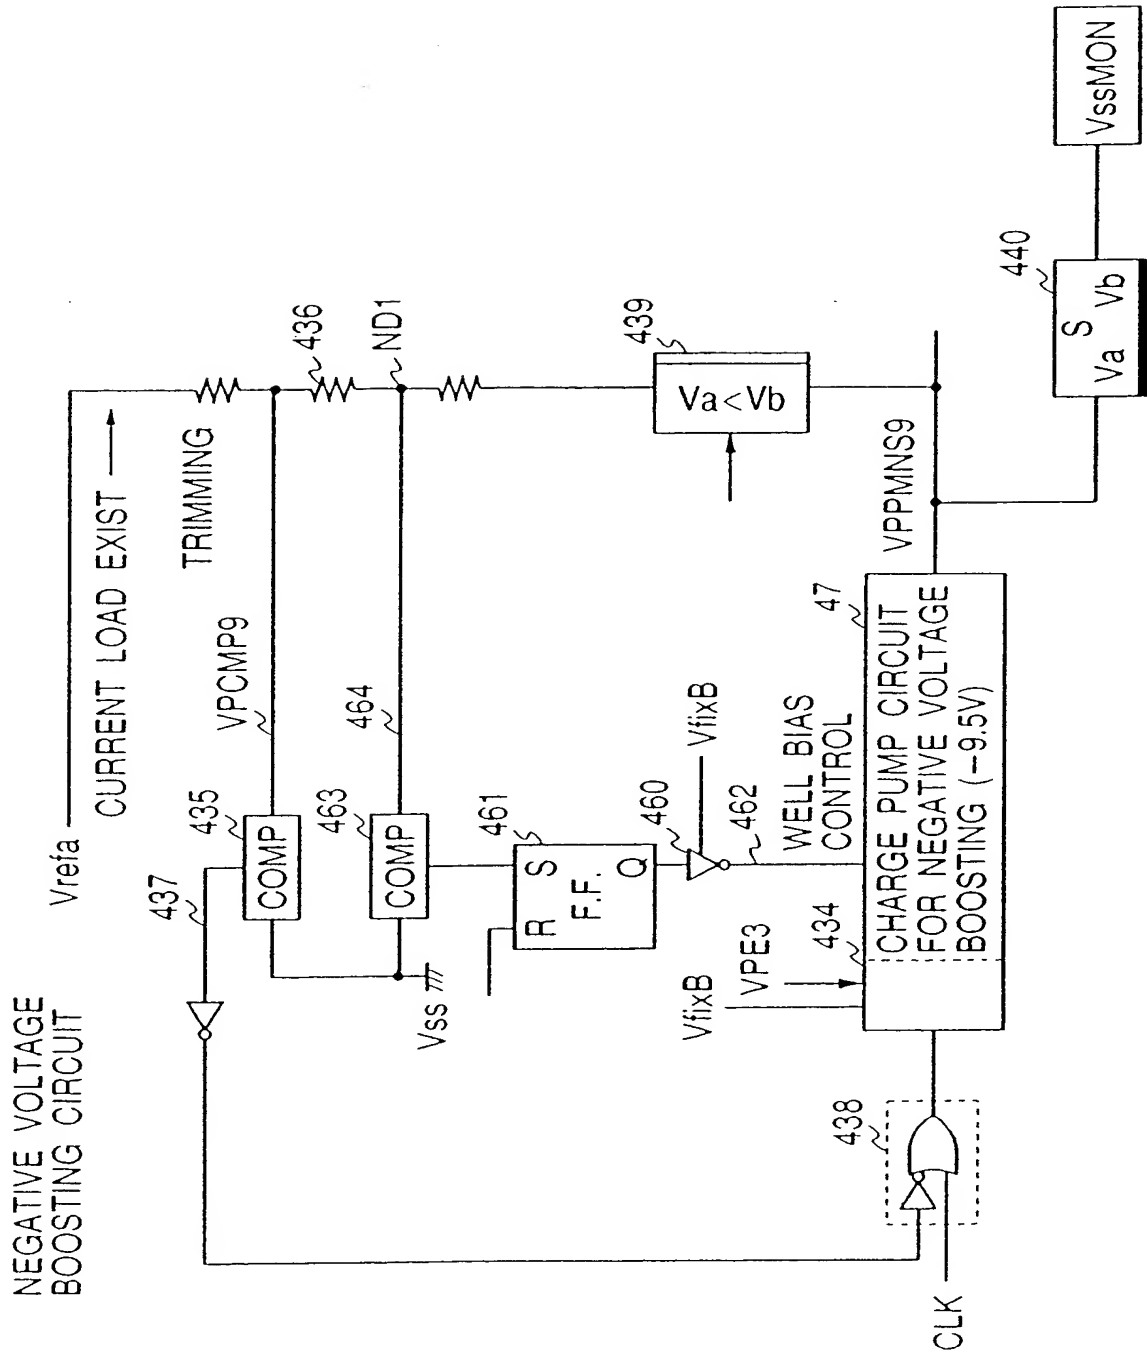 NEGATIVE VOLTAGE
BOOSTING CIRCUIT
Vrefa
CURRENT LOAD EXIST
437
435
COMP
VPCMP9
TRIMMING
436
463
COMP
464
ND1
Vss
461
R
S
F.F.
Q
460
VfixB
462
WELL BIAS
CONTROL
439
Va<Vb
VfixB
VPE3
434
47
CHARGE PUMP CIRCUIT
FOR NEGATIVE VOLTAGE
BOOSTING (−9.5V)
VPPMNS9
438
CLK
440
S
Va
Vb
VssMON